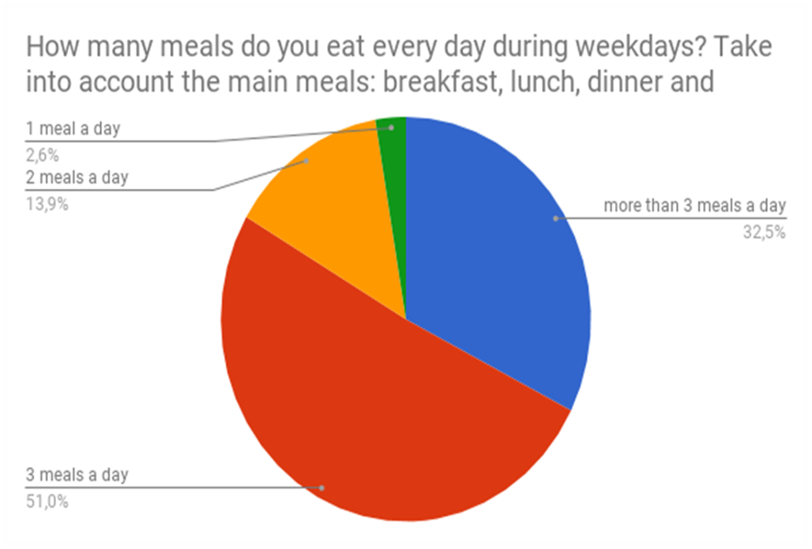 How many meals do you eat every day during weekdays? Take
into account the main meals: breakfast, lunch, dinner and
1 meal a day
2,6%
2 meals a day
13,9%
more than 3 meals a day
32,5%
3 meals a day
51,0%